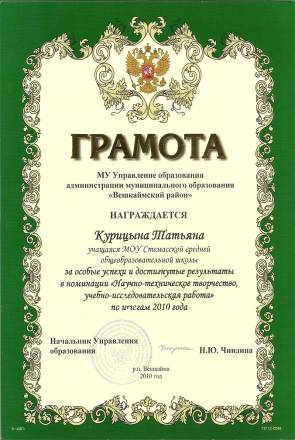 ГРАМОТА
МУ Управление образования
администрации муниципального образования
«Вешкаймский район»
НАГРАЖДАЕТСЯ
Курицына Татьяна
учащаяся МОУ Стемасской средней
общеобразовательной школы
за особые успехи и достигнутые результаты
в номинации «Научно-техническое творчество,
учебно-исследовательская работа»
по итогам 2010 года
Начальник Управления
образования
Н.Ю. Чиндина
р.п. Вешкайма
2010 год